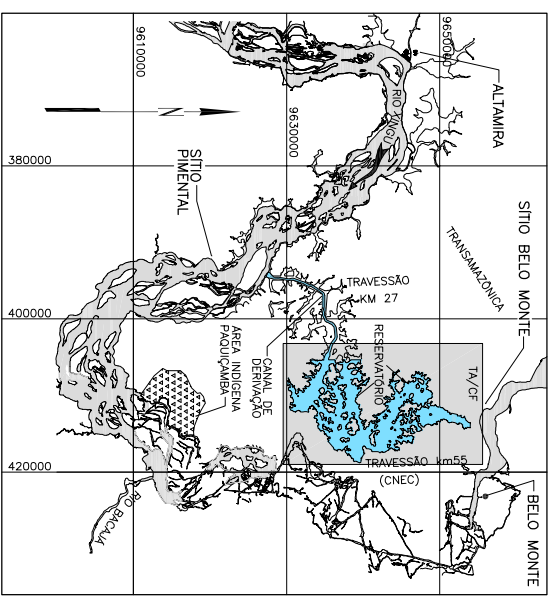 9610000
9630000
9650000
380000
400000
420000
ALTAMIRA
RIO XINGU
N
SÍTIO
PIMENTAL
SÍTIO BELO MONTE
TRANSAMAZÔNICA
TRAVESSÃO
KM 27
RESERVATÓRIO
TA/CF
CANAL DE
DERIVAÇÃO
ÁREA INDÍGENA
PAQUIÇAMBA
TRAVESSÃO km55
(CNEC)
BELO MONTE
RIO BACAJÁ